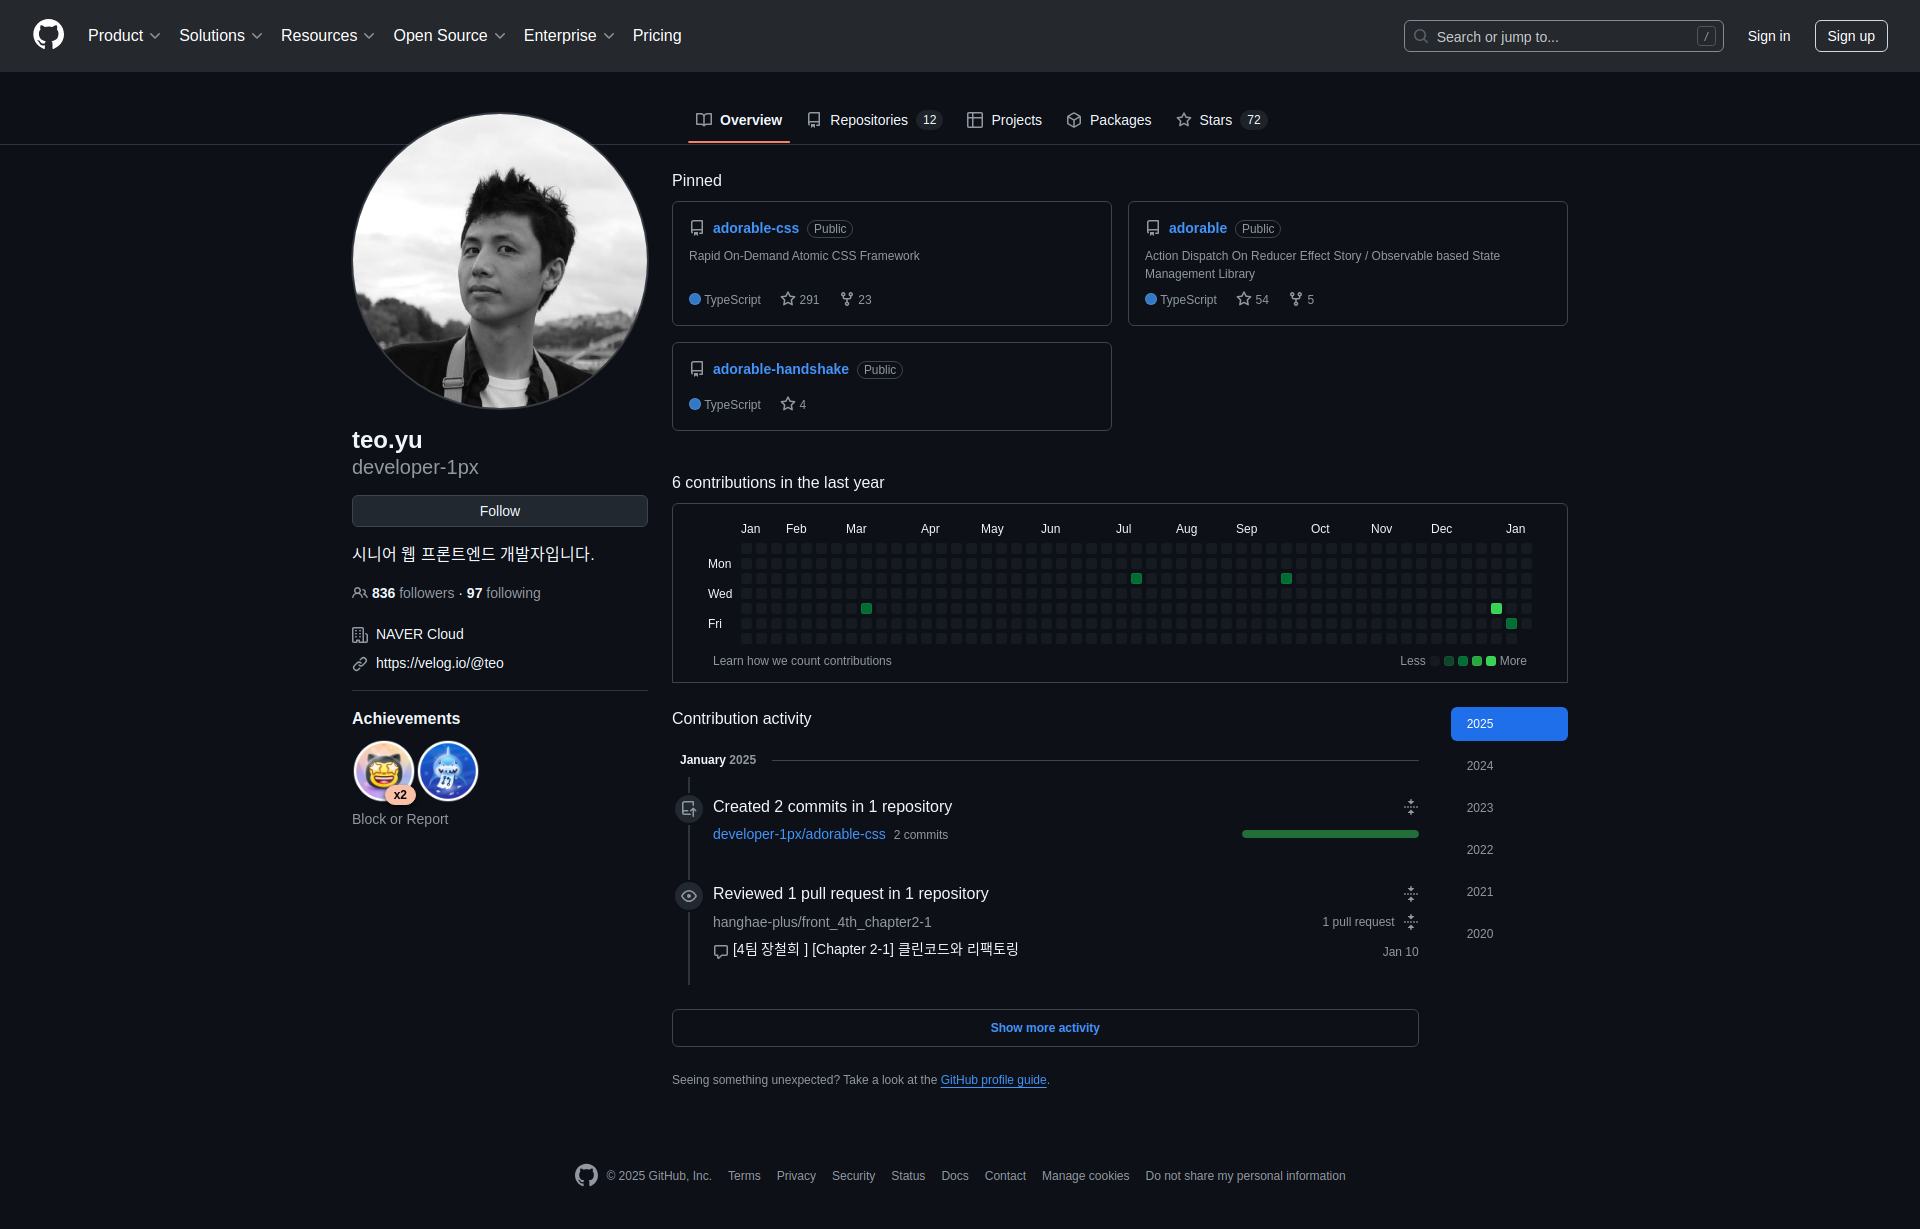 Product Solutions Resources Open Source Enterprise Pricing
Search or jump to... /
Sign in
Sign up
Overview
Repositories 12
Projects
Packages
Stars 72
teo.yu
developer-1px
Follow
시니어 웹 프론트엔드 개발자입니다.
836 followers · 97 following
NAVER Cloud
https://velog.io/@teo
Achievements
x2
Block or Report
Pinned
adorable-css Public
Rapid On-Demand Atomic CSS Framework
TypeScript 291 23
adorable Public
Action Dispatch On Reducer Effect Story / Observable based State
Management Library
TypeScript 54 5
adorable-handshake Public
TypeScript 4
6 contributions in the last year
Jan Feb Mar Apr May Jun Jul Aug Sep Oct Nov Dec Jan
Mon
Wed
Fri
Learn how we count contributions
Less More
Contribution activity
January 2025
Created 2 commits in 1 repository
developer-1px/adorable-css 2 commits
Reviewed 1 pull request in 1 repository
hanghae-plus/front_4th_chapter2-1 1 pull request
[4팀 장철희 ] [Chapter 2-1] 클린코드와 리팩토링 Jan 10
Show more activity
Seeing something unexpected? Take a look at the GitHub profile guide.
2025
2024
2023
2022
2021
2020
© 2025 GitHub, Inc. Terms Privacy Security Status Docs Contact Manage cookies Do not share my personal information